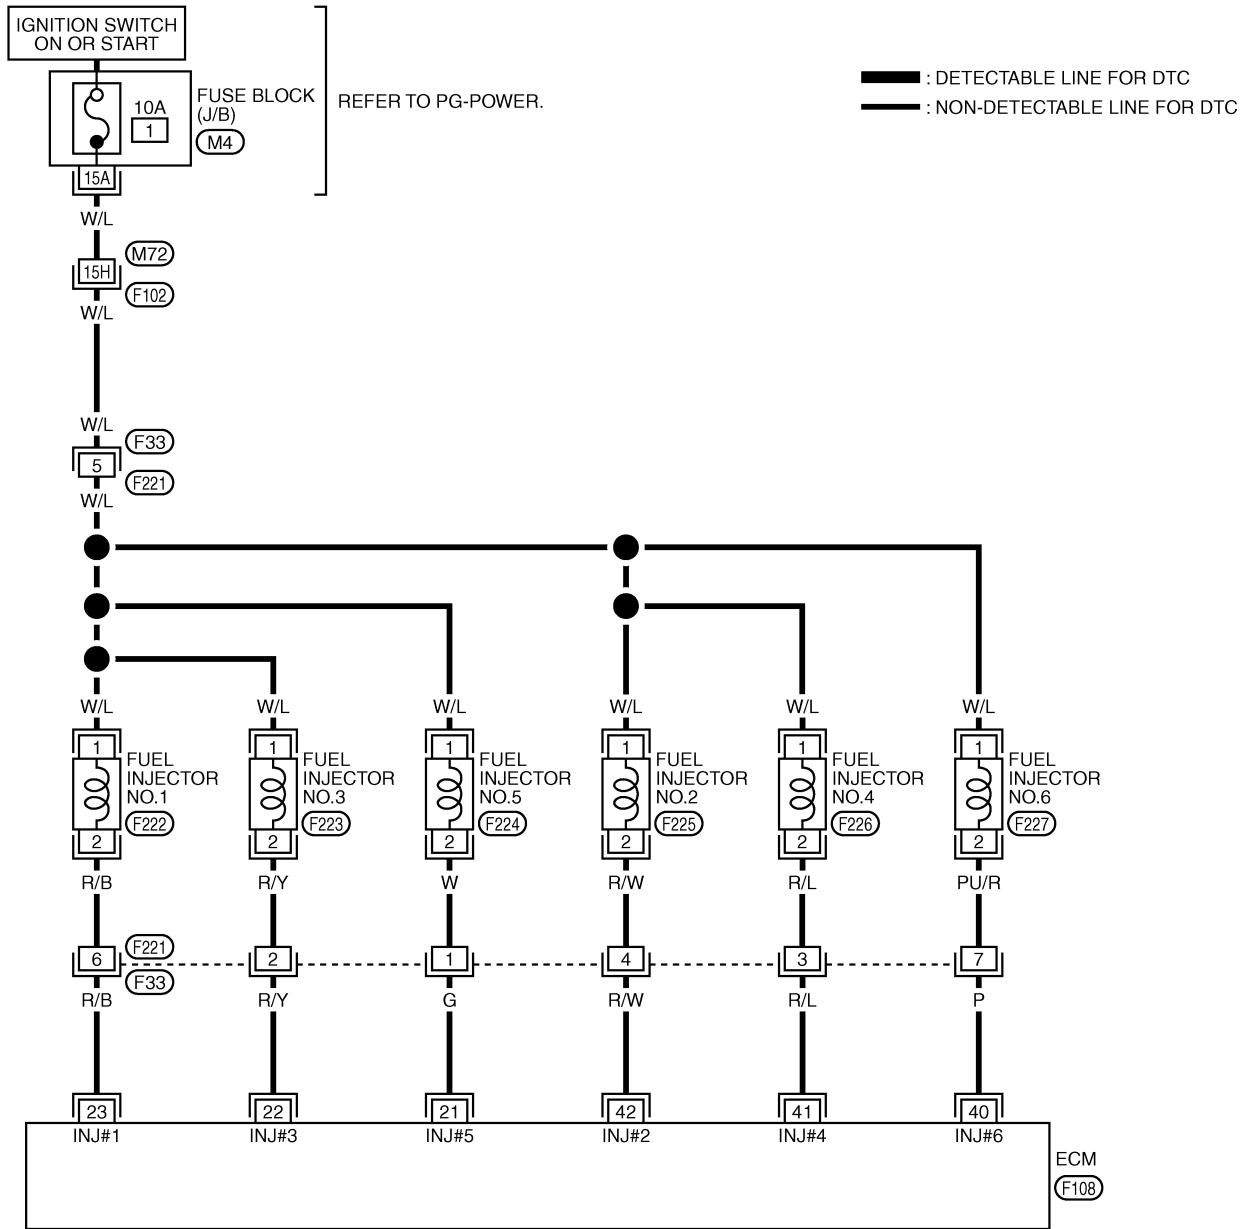 IGNITION SWITCH
ON OR START
10A
1
FUSE BLOCK
(J/B)
M4
REFER TO PG-POWER.
: DETECTABLE LINE FOR DTC
: NON-DETECTABLE LINE FOR DTC
15A
W/L
M72
15H
F102
W/L
W/L
F33
5
F221
W/L
W/L W/L W/L W/L W/L W/L
1 1 1 1 1 1
FUEL
INJECTOR
NO.1
F222
FUEL
INJECTOR
NO.3
F223
FUEL
INJECTOR
NO.5
F224
FUEL
INJECTOR
NO.2
F225
FUEL
INJECTOR
NO.4
F226
FUEL
INJECTOR
NO.6
F227
2 2 2 2 2 2
R/B R/Y W R/W R/L PU/R
F221
6 2 1 4 3 7
F33
R/B R/Y G R/W R/L P
23 22 21 42 41 40
INJ#1 INJ#3 INJ#5 INJ#2 INJ#4 INJ#6
ECM
F108